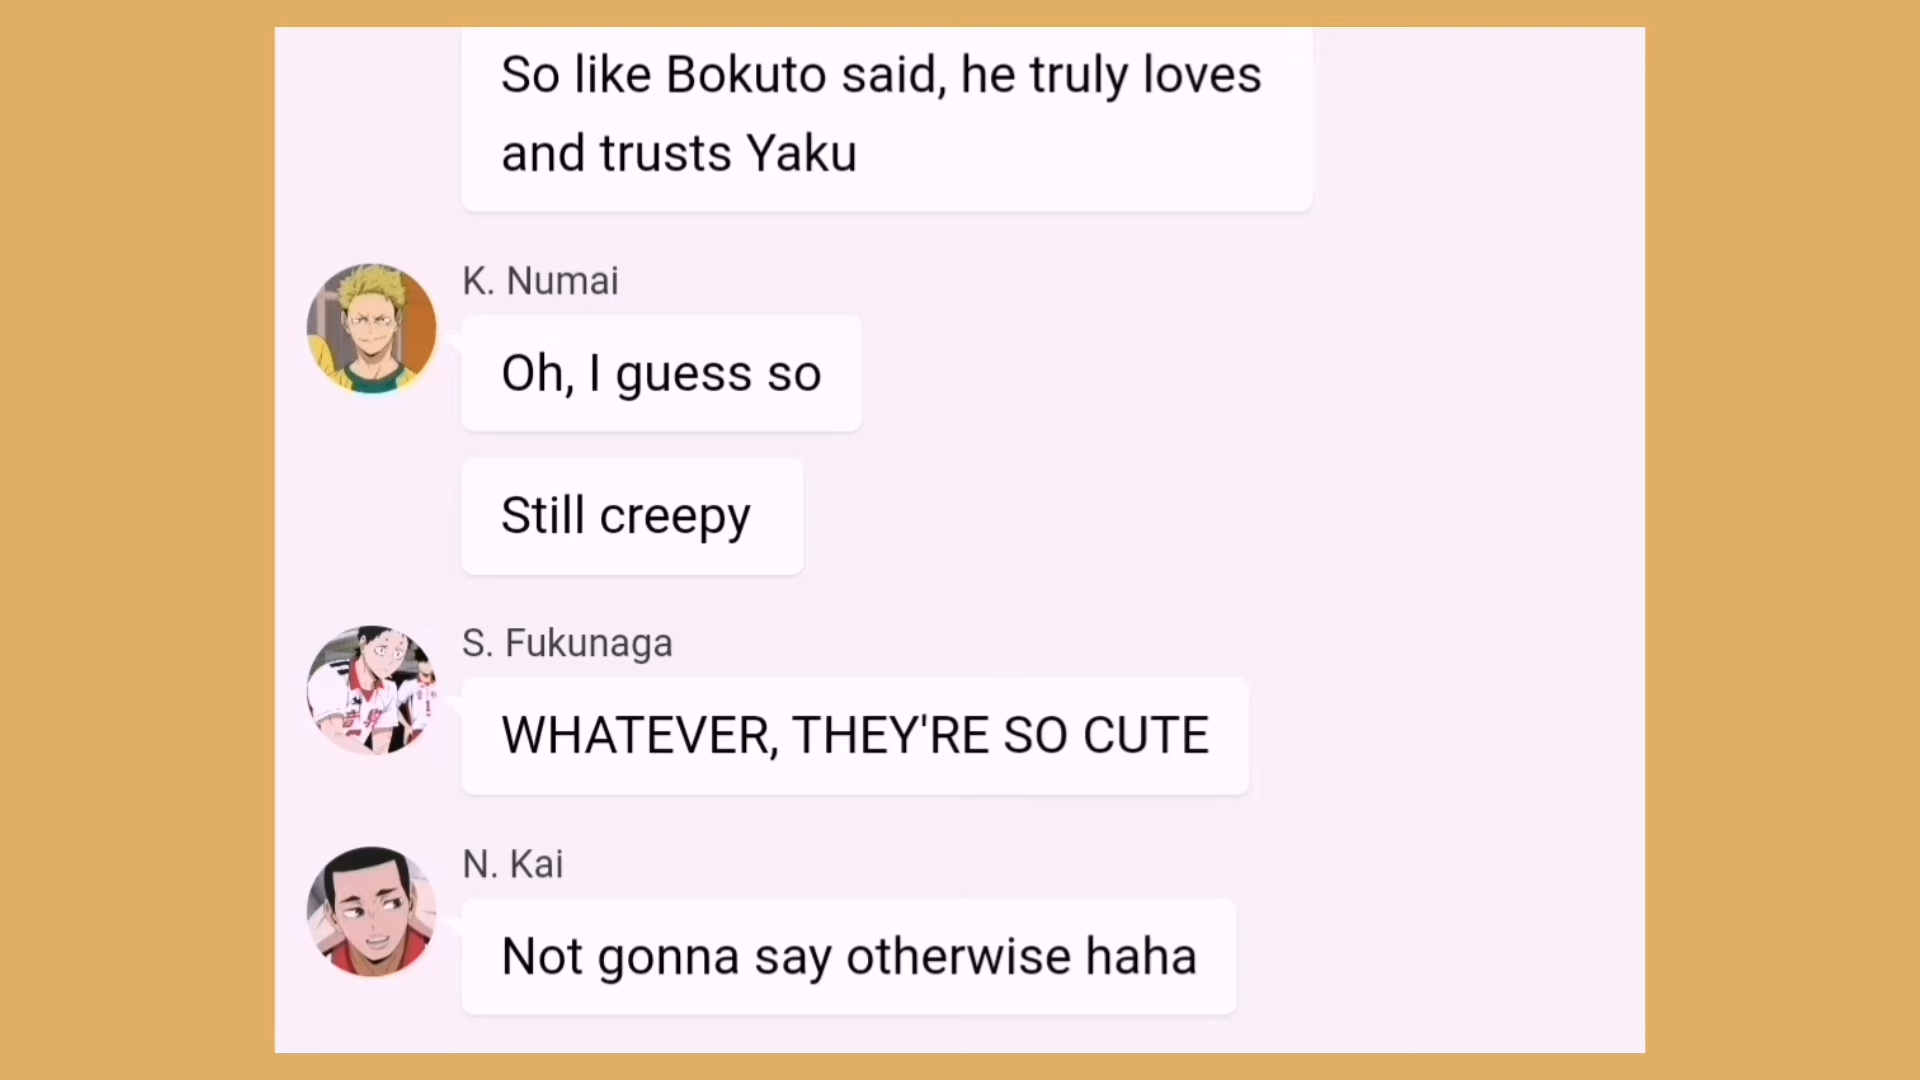 So like Bokuto said, he truly loves
and trusts Yaku
K. Numai
Oh, I guess so
Still creepy
S. Fukunaga
WHATEVER, THEY'RE SO CUTE
N. Kai
Not gonna say otherwise haha